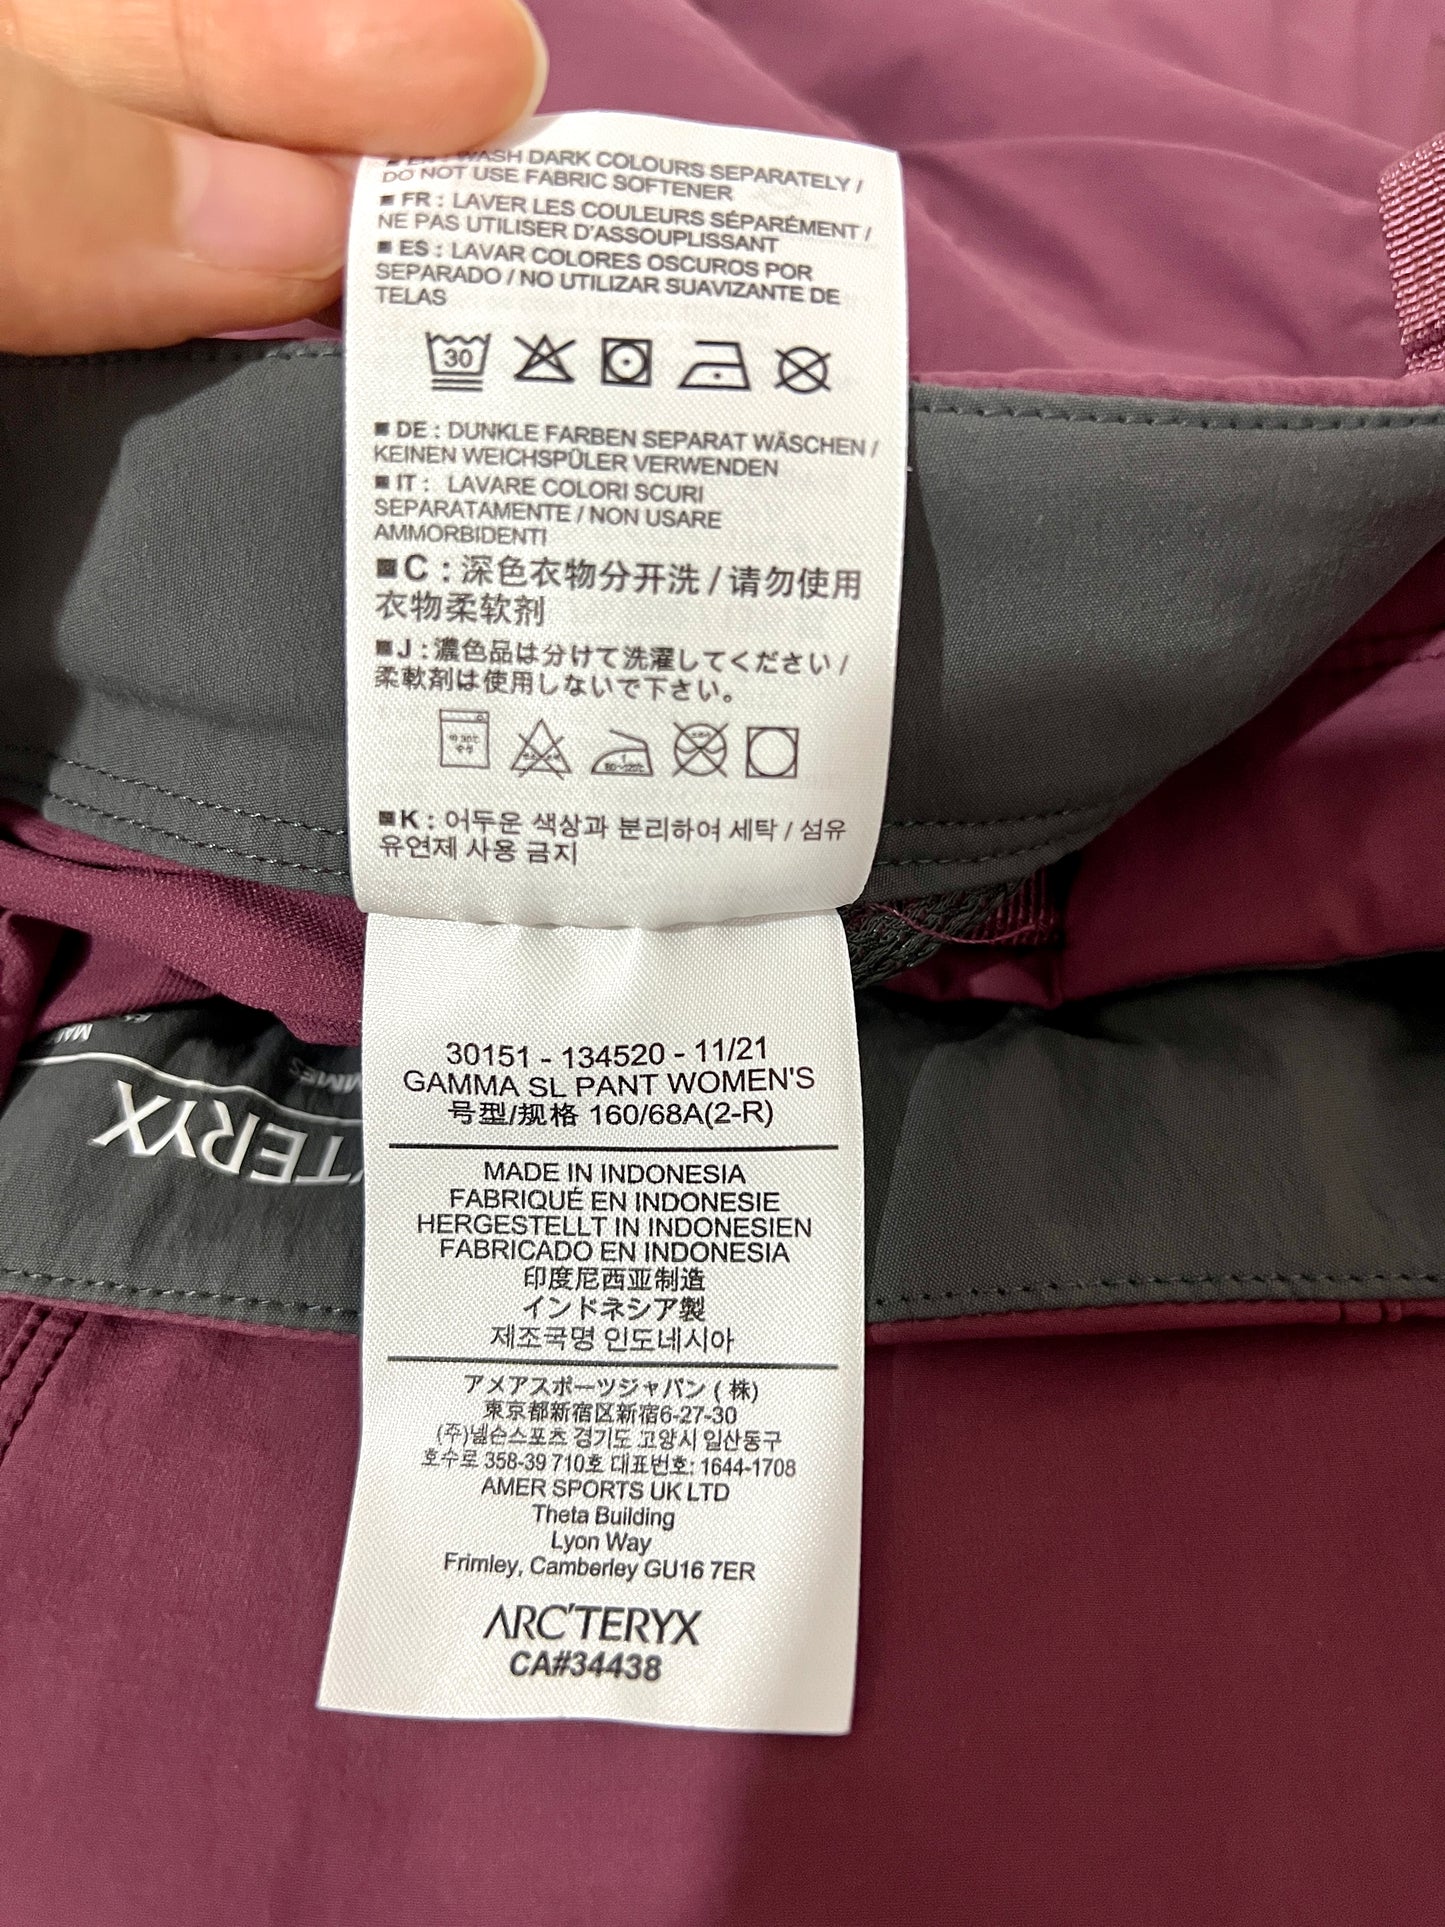 WASH DARK COLOURS SEPARATELY /
DO NOT USE FABRIC SOFTENER
■ FR : LAVER LES COULEURS SÉPARÉMENT /
NE PAS UTILISER D'ASSOUPLISSANT
■ ES : LAVAR COLORES OSCUROS POR
SEPARADO / NO UTILIZAR SUAVIZANTE DE
TELAS
30
■ DE : DUNKLE FARBEN SEPARAT WÄSCHEN /
KEINEN WEICHSPÜLER VERWENDEN
■ IT : LAVARE COLORI SCURI
SEPARATAMENTE / NON USARE
AMMORBIDENTI
■ C : 深色衣物分开洗 / 请勿使用
衣物柔软剂
■ J : 濃色品は分けて洗濯してください /
柔軟剤は使用しないで下さい。
약 30℃
중성
80~120℃
■ K : 어두운 색상과 분리하여 세탁 / 섬유
유연제 사용 금지
30151 - 134520 - 11/21
GAMMA SL PANT WOMEN'S
号型/规格 160/68A(2-R)
MADE IN INDONESIA
FABRIQUÉ EN INDONESIE
HERGESTELLT IN INDONESIEN
FABRICADO EN INDONESIA
印度尼西亚制造
インドネシア製
제조국명 인도네시아
アメアスポーツジャパン ( 株)
東京都新宿区新宿6-27-30
(주)넬슨스포츠 경기도 고양시 일산동구
호수로 358-39 710호 대표번호: 1644-1708
AMER SPORTS UK LTD
Theta Building
Lyon Way
Frimley, Camberley GU16 7ER
ARC'TERYX
CA#34438
TERYX